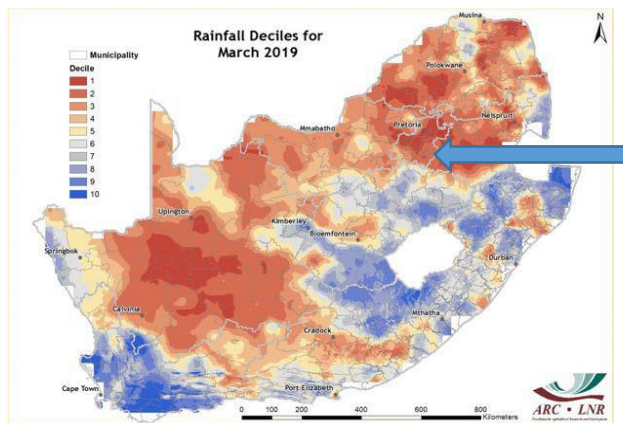 Rainfall Deciles for
March 2019
N
Municipality
Decile
1
2
3
4
5
6
7
8
9
10
Musina
Polokwane
Nelspruit
Pretoria
Mmabatho
Upington
Kimberley
Bloemfontein
Springbok
Durban
Calvinia
Mthatha
Cradock
Cape Town
Port Elizabeth
0 100 200 400 600 800
Kilometers
ARC • LNR